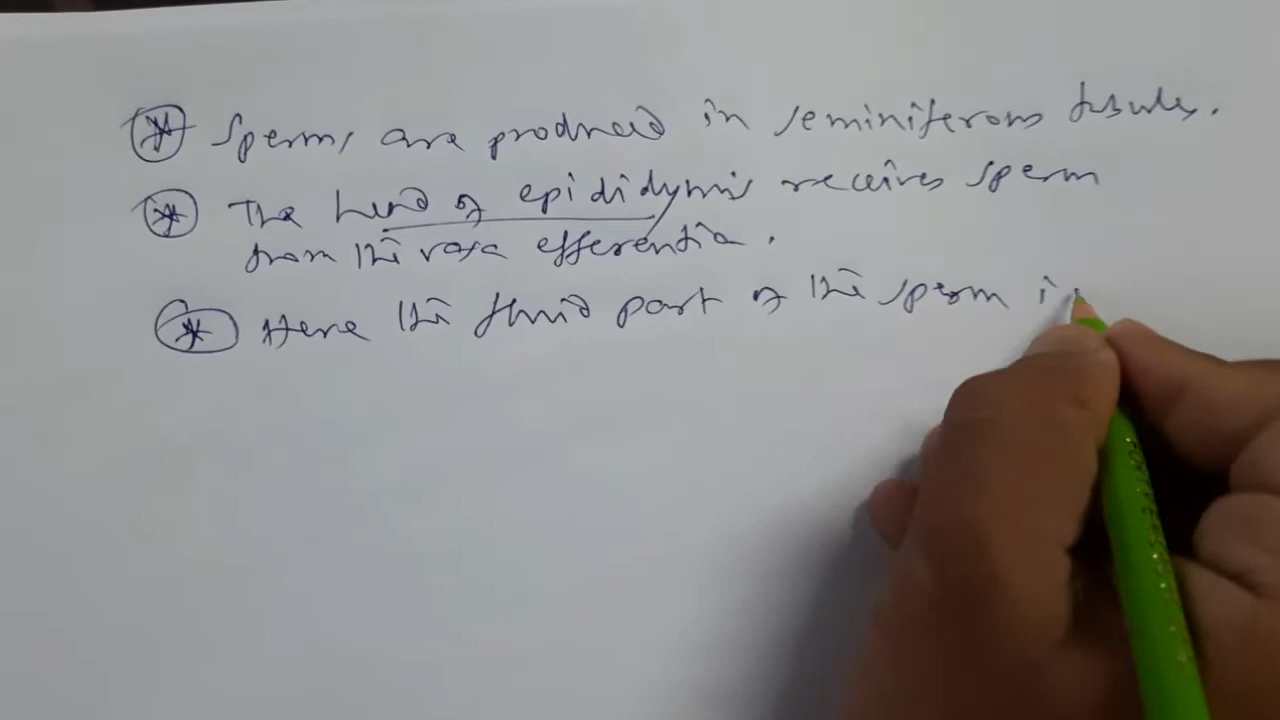 * Sperms are produced in seminiferous tubules.
* The head of epididymis receives sperm
from the vasa efferentia.
* Here the fluid part of the sperm i